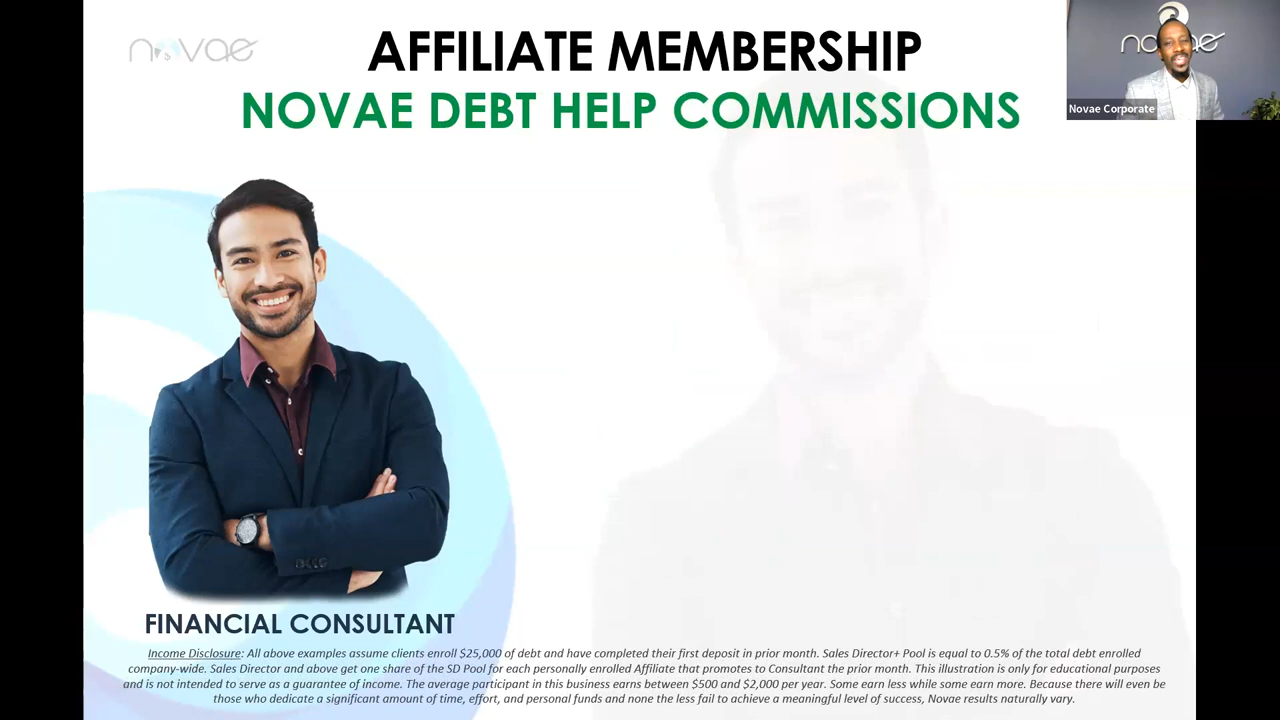 novae
AFFILIATE MEMBERSHIP
NOVAE DEBT HELP COMMISSIONS
novae
Novae Corporate
FINANCIAL CONSULTANT
Income Disclosure: All above examples assume clients enroll $25,000 of debt and have completed their first deposit in prior month. Sales Director+ Pool is equal to 0.5% of the total debt enrolled
company-wide. Sales Director and above get one share of the SD Pool for each personally enrolled Affiliate that promotes to Consultant the prior month. This illustration is only for educational purposes
and is not intended to serve as a guarantee of income. The average participant in this business earns between $500 and $2,000 per year. Some earn less while some earn more. Because there will even be
those who dedicate a significant amount of time, effort, and personal funds and none the less fail to achieve a meaningful level of success, Novae results naturally vary.